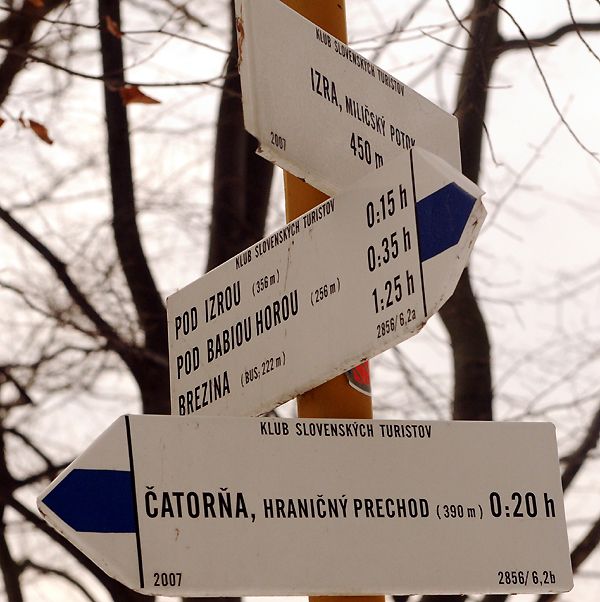 KLUB SLOVENSKÝCH TURISTOV
IZRA, MILIČSKÝ POTOK
450 m
2007
KLUB SLOVENSKÝCH TURISTOV
POD IZROU (356 m) 0:15 h
POD BABIOU HOROU (256 m) 0:35 h
BREZINA (BUS; 222 m) 1:25 h
2856/6,2a
KLUB SLOVENSKÝCH TURISTOV
ČATORŇA, HRANIČNÝ PRECHOD (390 m) 0:20 h
2007 2856/6,2b